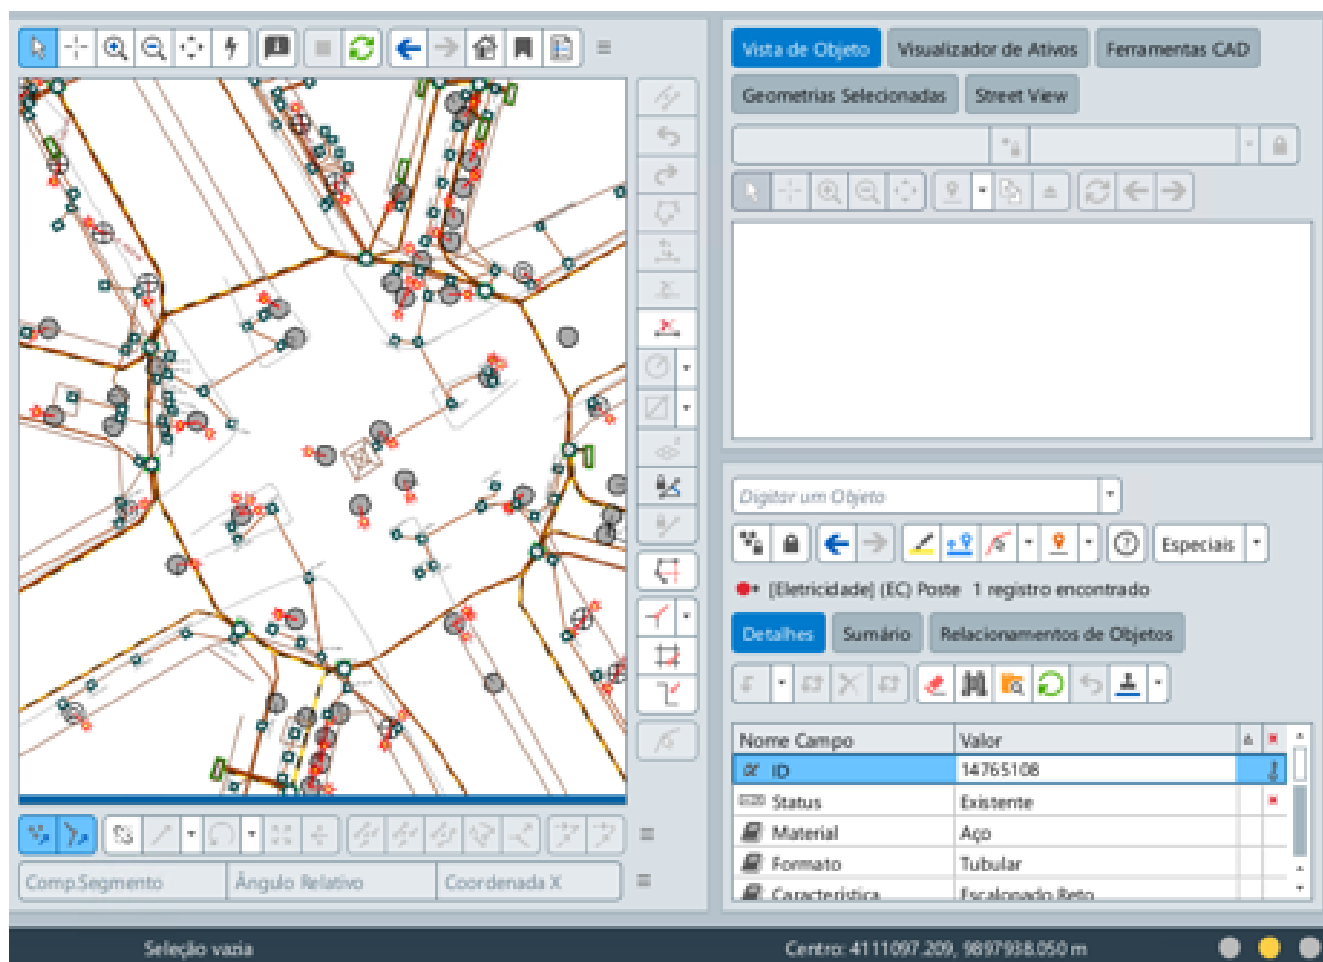 Vista de Objeto
Visualizador de Ativos
Ferramentas CAD
Geometrias Selecionadas
Street View
Digitar um Objeto
Especiais
[Eletricidade] (EC) Poste 1 registro encontrado
Detalhes
Sumário
Relacionamentos de Objetos
Nome Campo Valor
ID 14765108
Status Existente
Material Aço
Formato Tubular
Característica Escalonado Reto
Comp.Segmento
Ângulo Relativo
Coordenada X
Seleção vazia
Centro: 4111097.209, 9897938.050 m